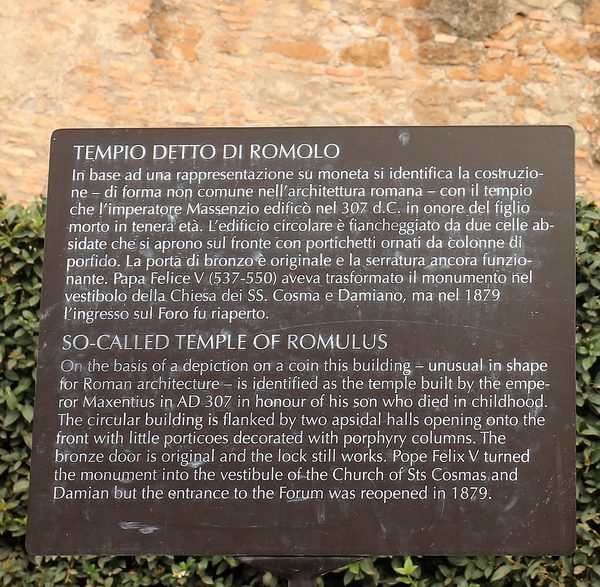 TEMPIO DETTO DI ROMOLO
In base ad una rappresentazione su moneta si identifica la costruzio-
ne – di forma non comune nell'architettura romana – con il tempio
che l'imperatore Massenzio edificò nel 307 d.C. in onore del figlio
morto in tenera età. L'edificio circolare è fiancheggiato da due celle ab-
sidate che si aprono sul fronte con portichetti ornati da colonne di
porfido. La porta di bronzo è originale e la serratura ancora funzio-
nante. Papa Felice V (537-550) aveva trasformato il monumento nel
vestibolo della Chiesa dei SS. Cosma e Damiano, ma nel 1879
l'ingresso sul Foro fu riaperto.
SO-CALLED TEMPLE OF ROMULUS
On the basis of a depiction on a coin this building – unusual in shape
for Roman architecture – is identified as the temple built by the empe-
ror Maxentius in AD 307 in honour of his son who died in childhood.
The circular building is flanked by two apsidal halls opening onto the
front with little porticoes decorated with porphyry columns. The
bronze door is original and the lock still works. Pope Felix V turned
the monument into the vestibule of the Church of Sts Cosmas and
Damian but the entrance to the Forum was reopened in 1879.